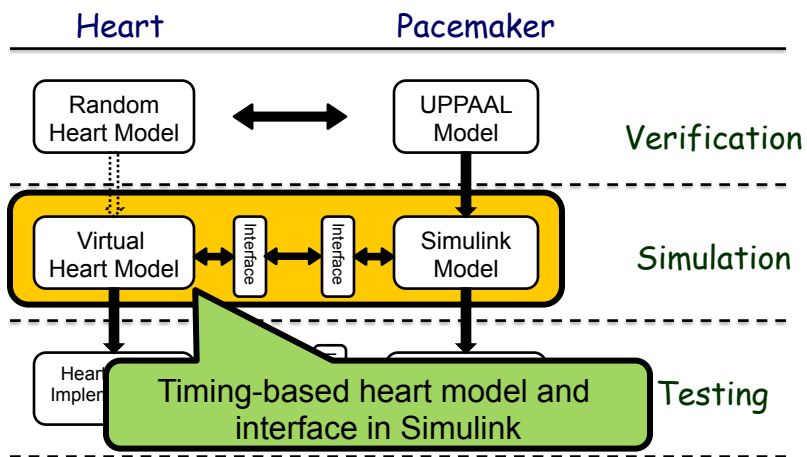 Heart Pacemaker
Random
Heart Model
UPPAAL
Model
Verification
Virtual
Heart Model
Interface
Interface
Simulink
Model
Simulation
Heart
Timing-based heart model and
interface in Simulink
Testing